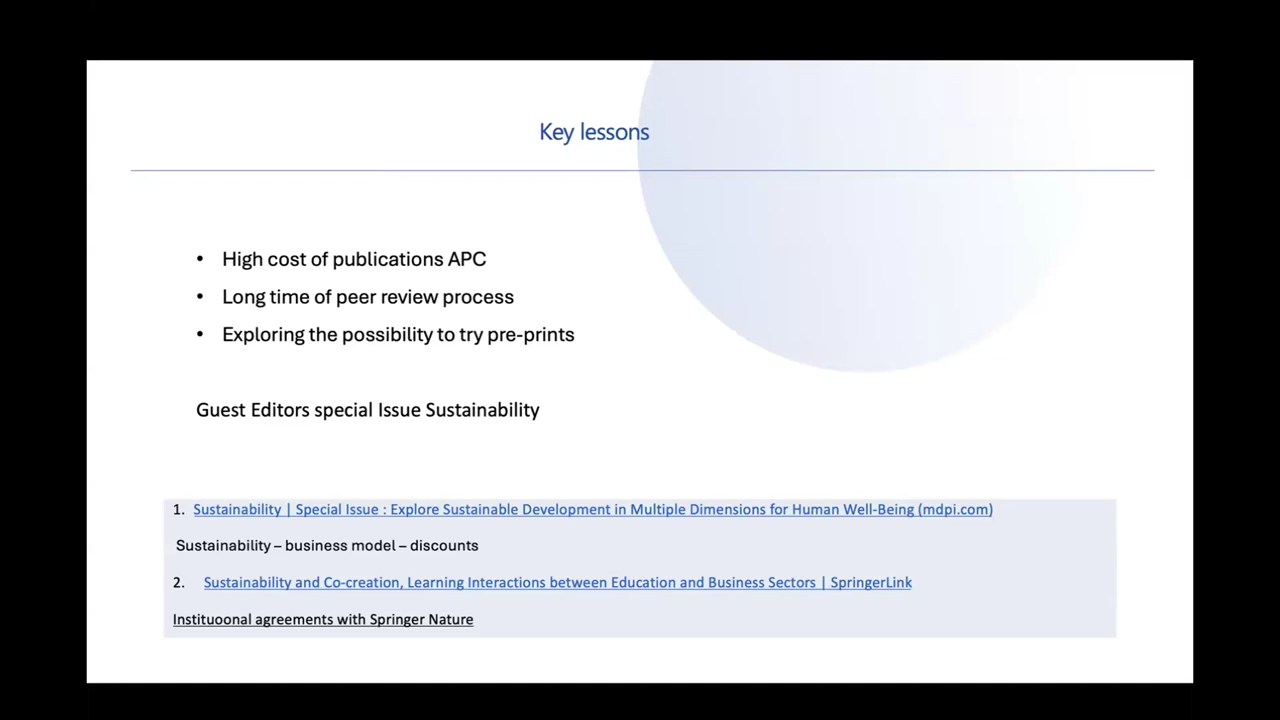 Key lessons
• High cost of publications APC
• Long time of peer review process
• Exploring the possibility to try pre-prints
Guest Editors special Issue Sustainability
1. Sustainability | Special Issue : Explore Sustainable Development in Multiple Dimensions for Human Well-Being (mdpi.com)
Sustainability – business model – discounts
2. Sustainability and Co-creation, Learning Interactions between Education and Business Sectors | SpringerLink
Instituoonal agreements with Springer Nature